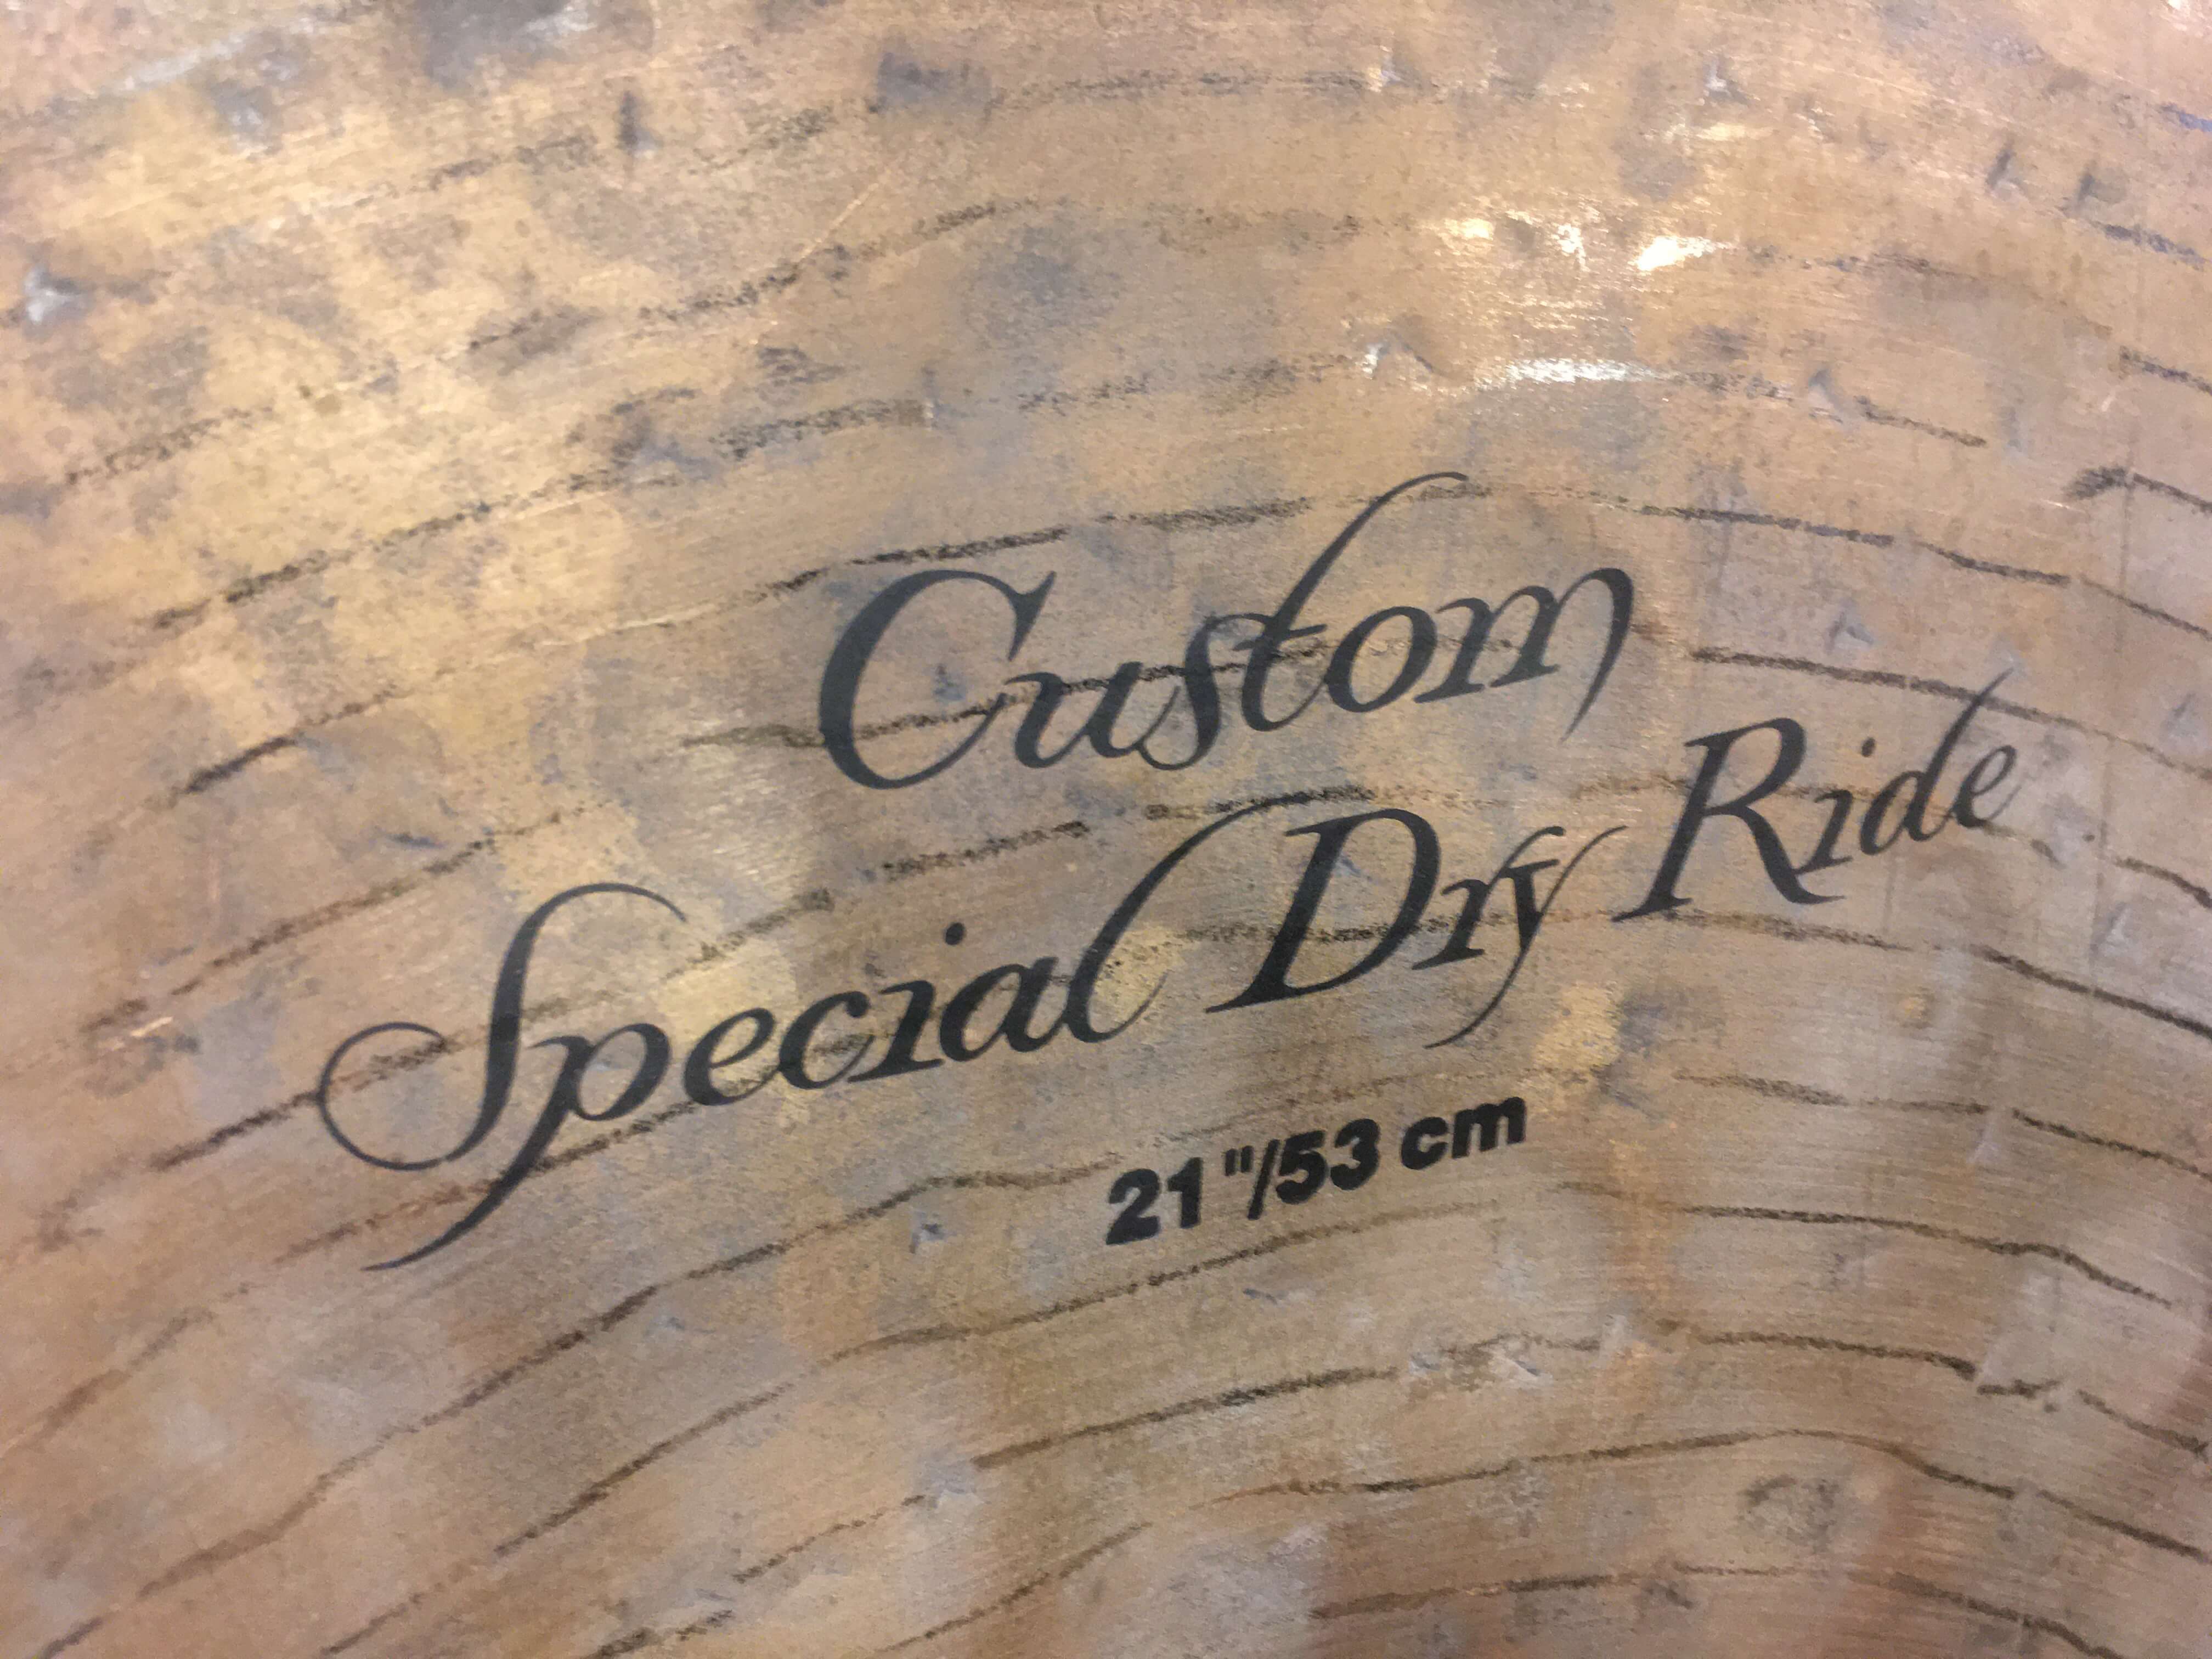 Custom
Special Dry Ride
21"/53 cm